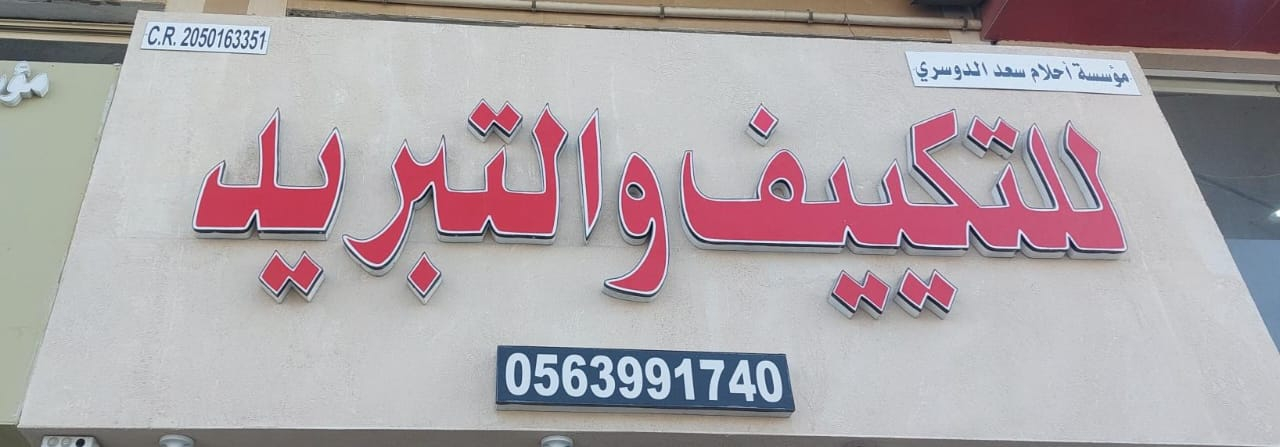 مؤسسة أحلام سعد الدوسري
C.R. 2050163351
للتكييف والتبريد
0563991740